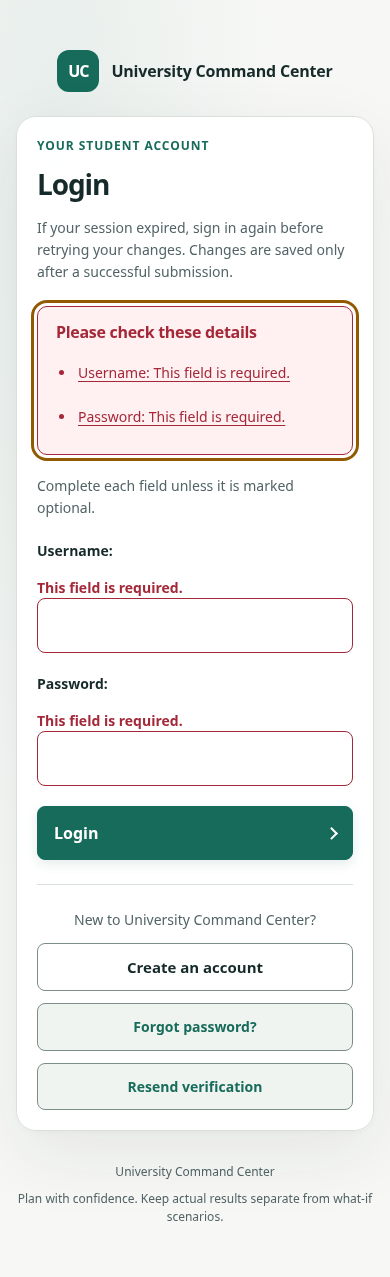 UC
University Command Center
YOUR STUDENT ACCOUNT
Login
If your session expired, sign in again before
retrying your changes. Changes are saved only
after a successful submission.
Please check these details
Username: This field is required.
Password: This field is required.
Complete each field unless it is marked
optional.
Username:
This field is required.
Password:
This field is required.
Login
New to University Command Center?
Create an account
Forgot password?
Resend verification
University Command Center
Plan with confidence. Keep actual results separate from what-if
scenarios.